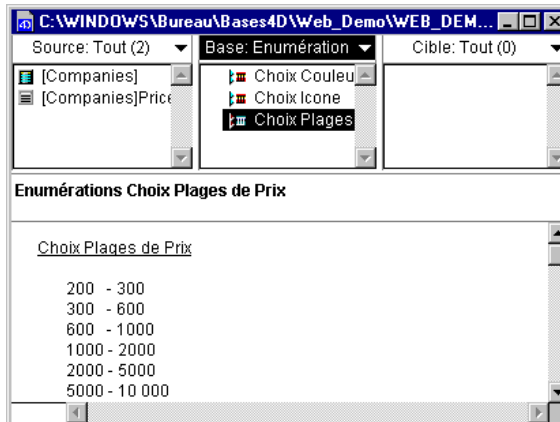 C:\WINDOWS\Bureau\Bases4D\Web_Demo\WEB_DEM...
Source: Tout (2)
Base: Enumération
Cible: Tout (0)
[Companies]
[Companies]Price
Choix Couleu
Choix Icone
Choix Plages
Enumérations Choix Plages de Prix
Choix Plages de Prix
200 - 300
300 - 600
600 - 1000
1000 - 2000
2000 - 5000
5000 - 10 000